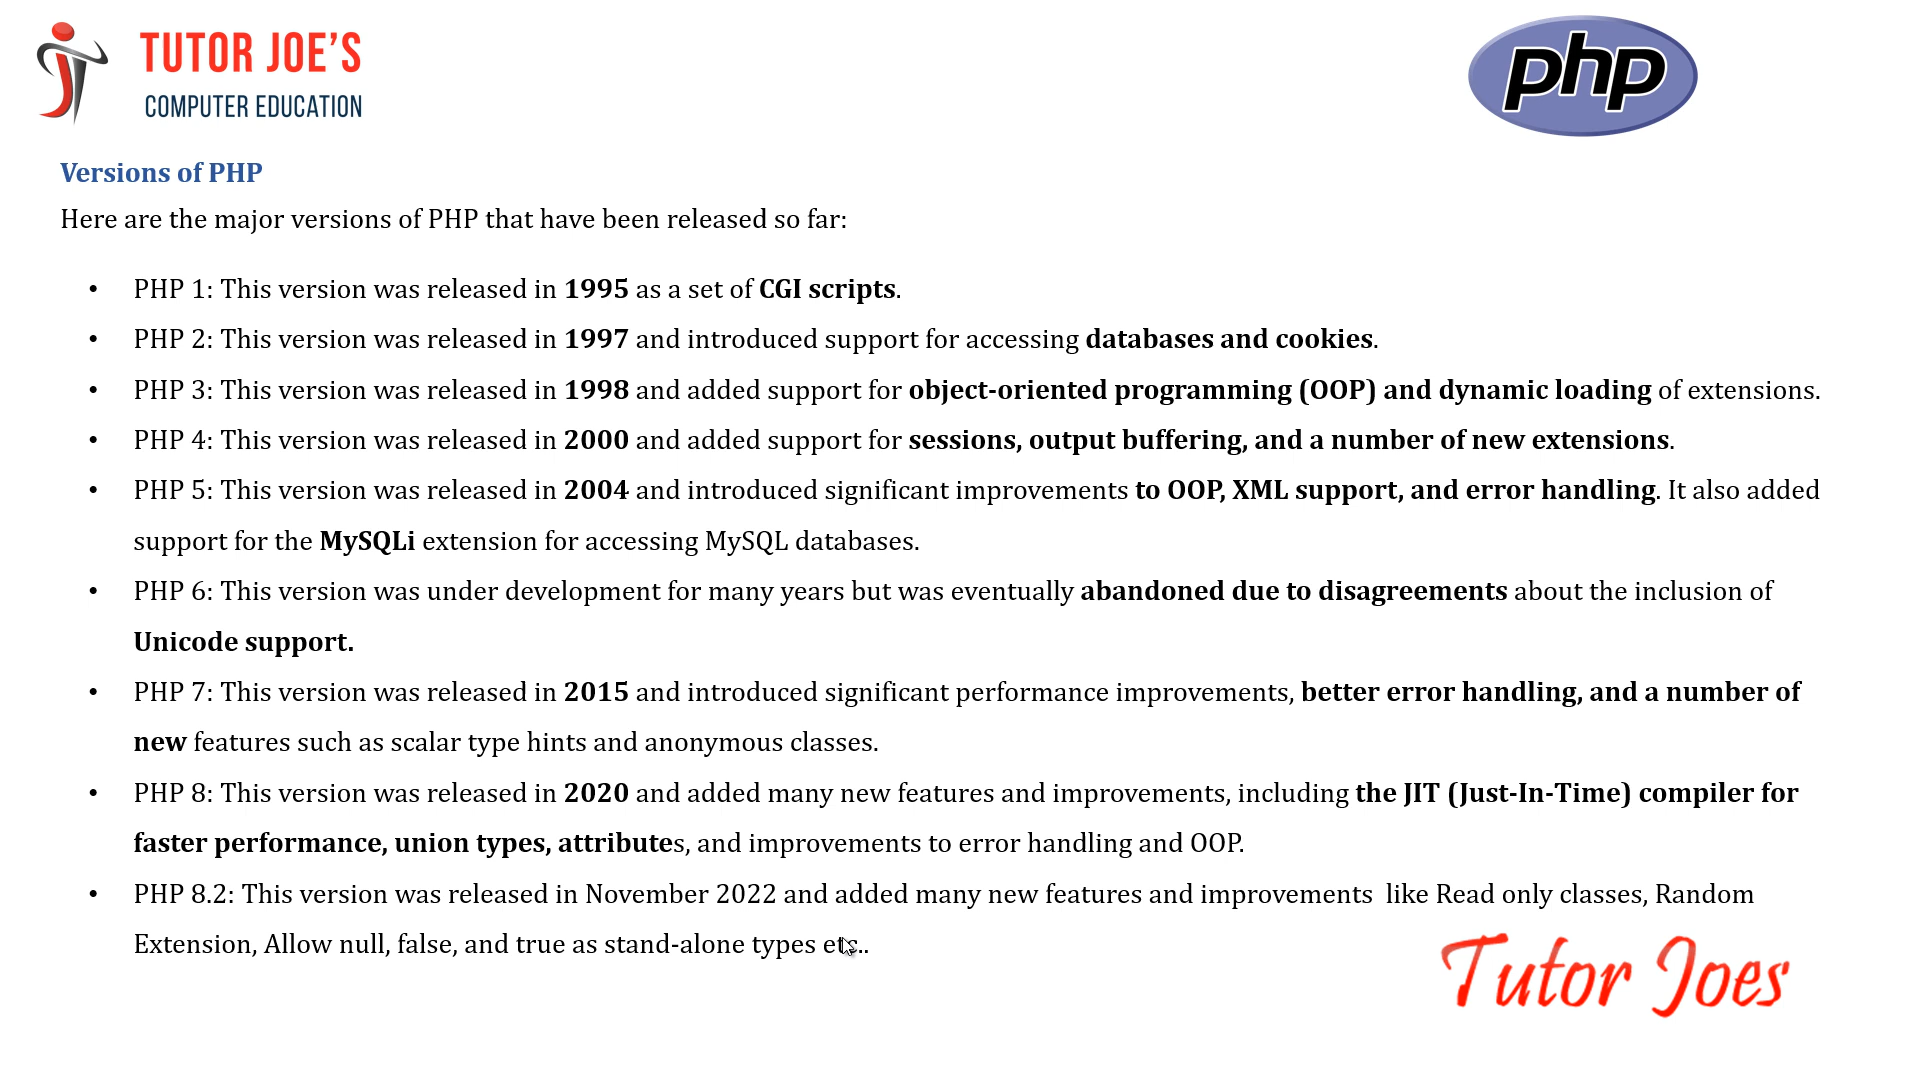 TUTOR JOE'S
COMPUTER EDUCATION
php
Versions of PHP
Here are the major versions of PHP that have been released so far:
• PHP 1: This version was released in 1995 as a set of CGI scripts.
• PHP 2: This version was released in 1997 and introduced support for accessing databases and cookies.
• PHP 3: This version was released in 1998 and added support for object-oriented programming (OOP) and dynamic loading of extensions.
• PHP 4: This version was released in 2000 and added support for sessions, output buffering, and a number of new extensions.
• PHP 5: This version was released in 2004 and introduced significant improvements to OOP, XML support, and error handling. It also added
support for the MySQLi extension for accessing MySQL databases.
• PHP 6: This version was under development for many years but was eventually abandoned due to disagreements about the inclusion of
Unicode support.
• PHP 7: This version was released in 2015 and introduced significant performance improvements, better error handling, and a number of
new features such as scalar type hints and anonymous classes.
• PHP 8: This version was released in 2020 and added many new features and improvements, including the JIT (Just-In-Time) compiler for
faster performance, union types, attributes, and improvements to error handling and OOP.
• PHP 8.2: This version was released in November 2022 and added many new features and improvements  like Read only classes, Random
Extension, Allow null, false, and true as stand-alone types etc..
Tutor Joes